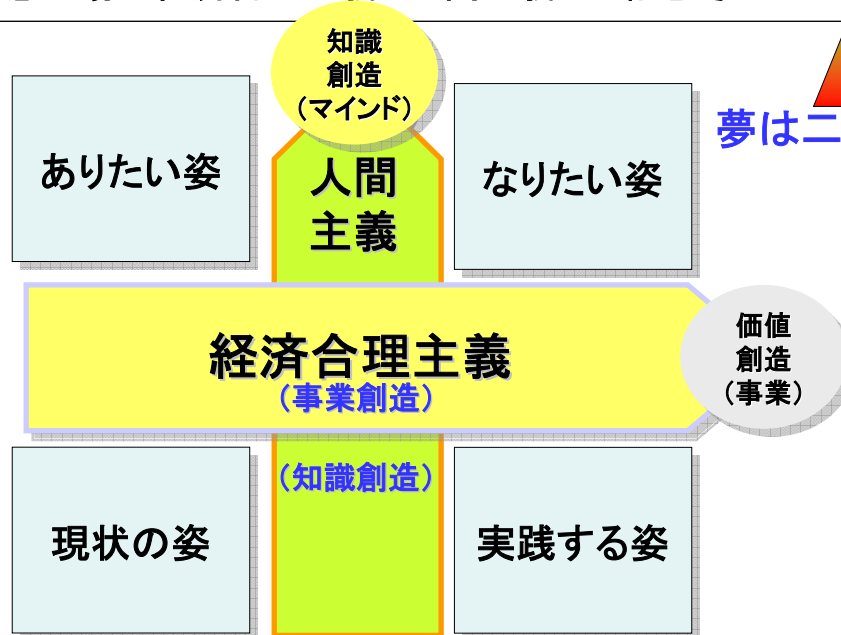 知識
創造
（マインド）
ありたい姿
人間
主義
なりたい姿
夢は二
経済合理主義
（事業創造）
価値
創造
（事業）
（知識創造）
現状の姿
実践する姿